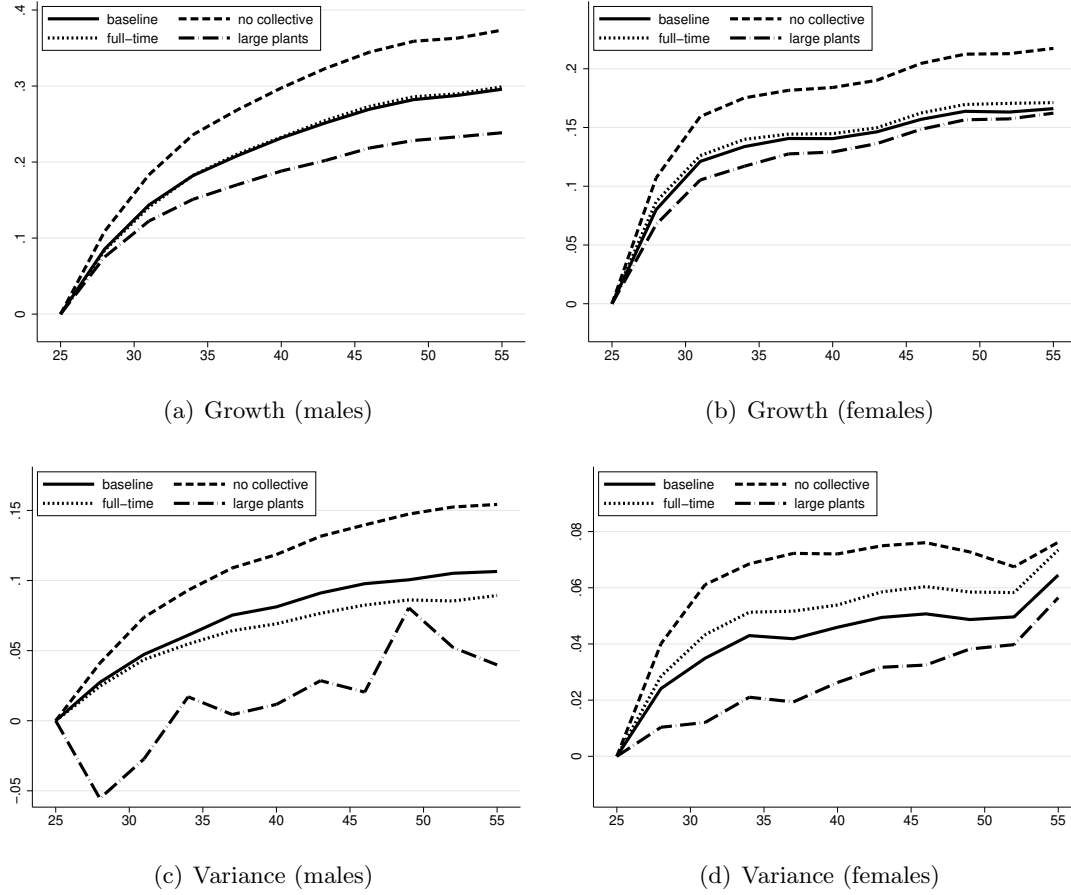 baseline no collective
full-time large plants
.4
.3
.2
.1
0
25 30 35 40 45 50 55
(a) Growth (males)
baseline no collective
full-time large plants
.2
.15
.1
.05
0
25 30 35 40 45 50 55
(b) Growth (females)
baseline no collective
full-time large plants
.15
.1
.05
0
-.05
25 30 35 40 45 50 55
(c) Variance (males)
baseline no collective
full-time large plants
.08
.06
.04
.02
0
25 30 35 40 45 50 55
(d) Variance (females)